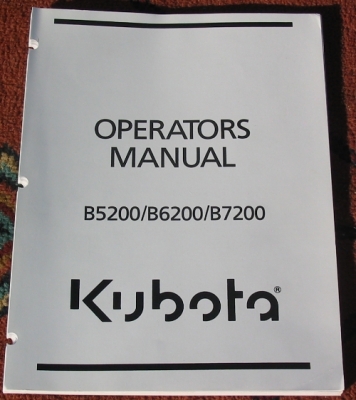 OPERATORS
MANUAL
B5200/B6200/B7200
Kubota®